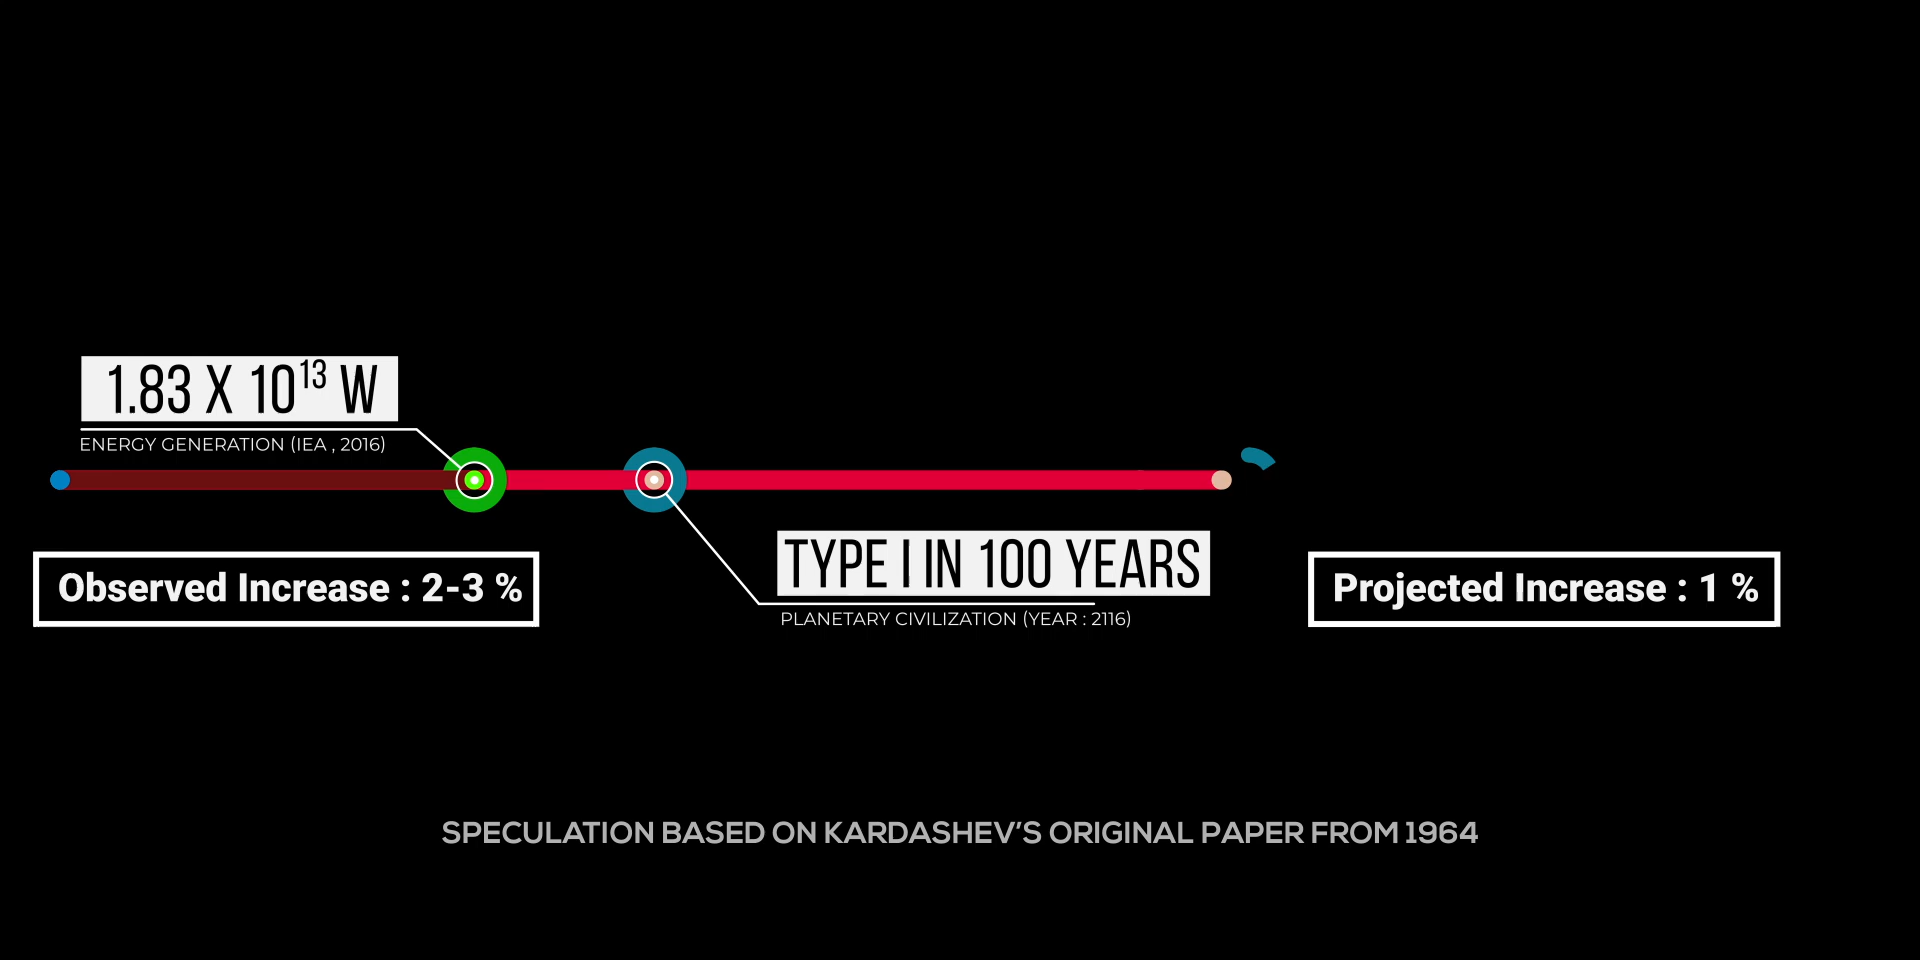 1.83 X 10¹³ W
ENERGY GENERATION (IEA , 2016)
Observed Increase : 2-3 %
TYPE I IN 100 YEARS
PLANETARY CIVILIZATION (YEAR : 2116)
Projected Increase : 1 %
SPECULATION BASED ON KARDASHEV’S ORIGINAL PAPER FROM 1964